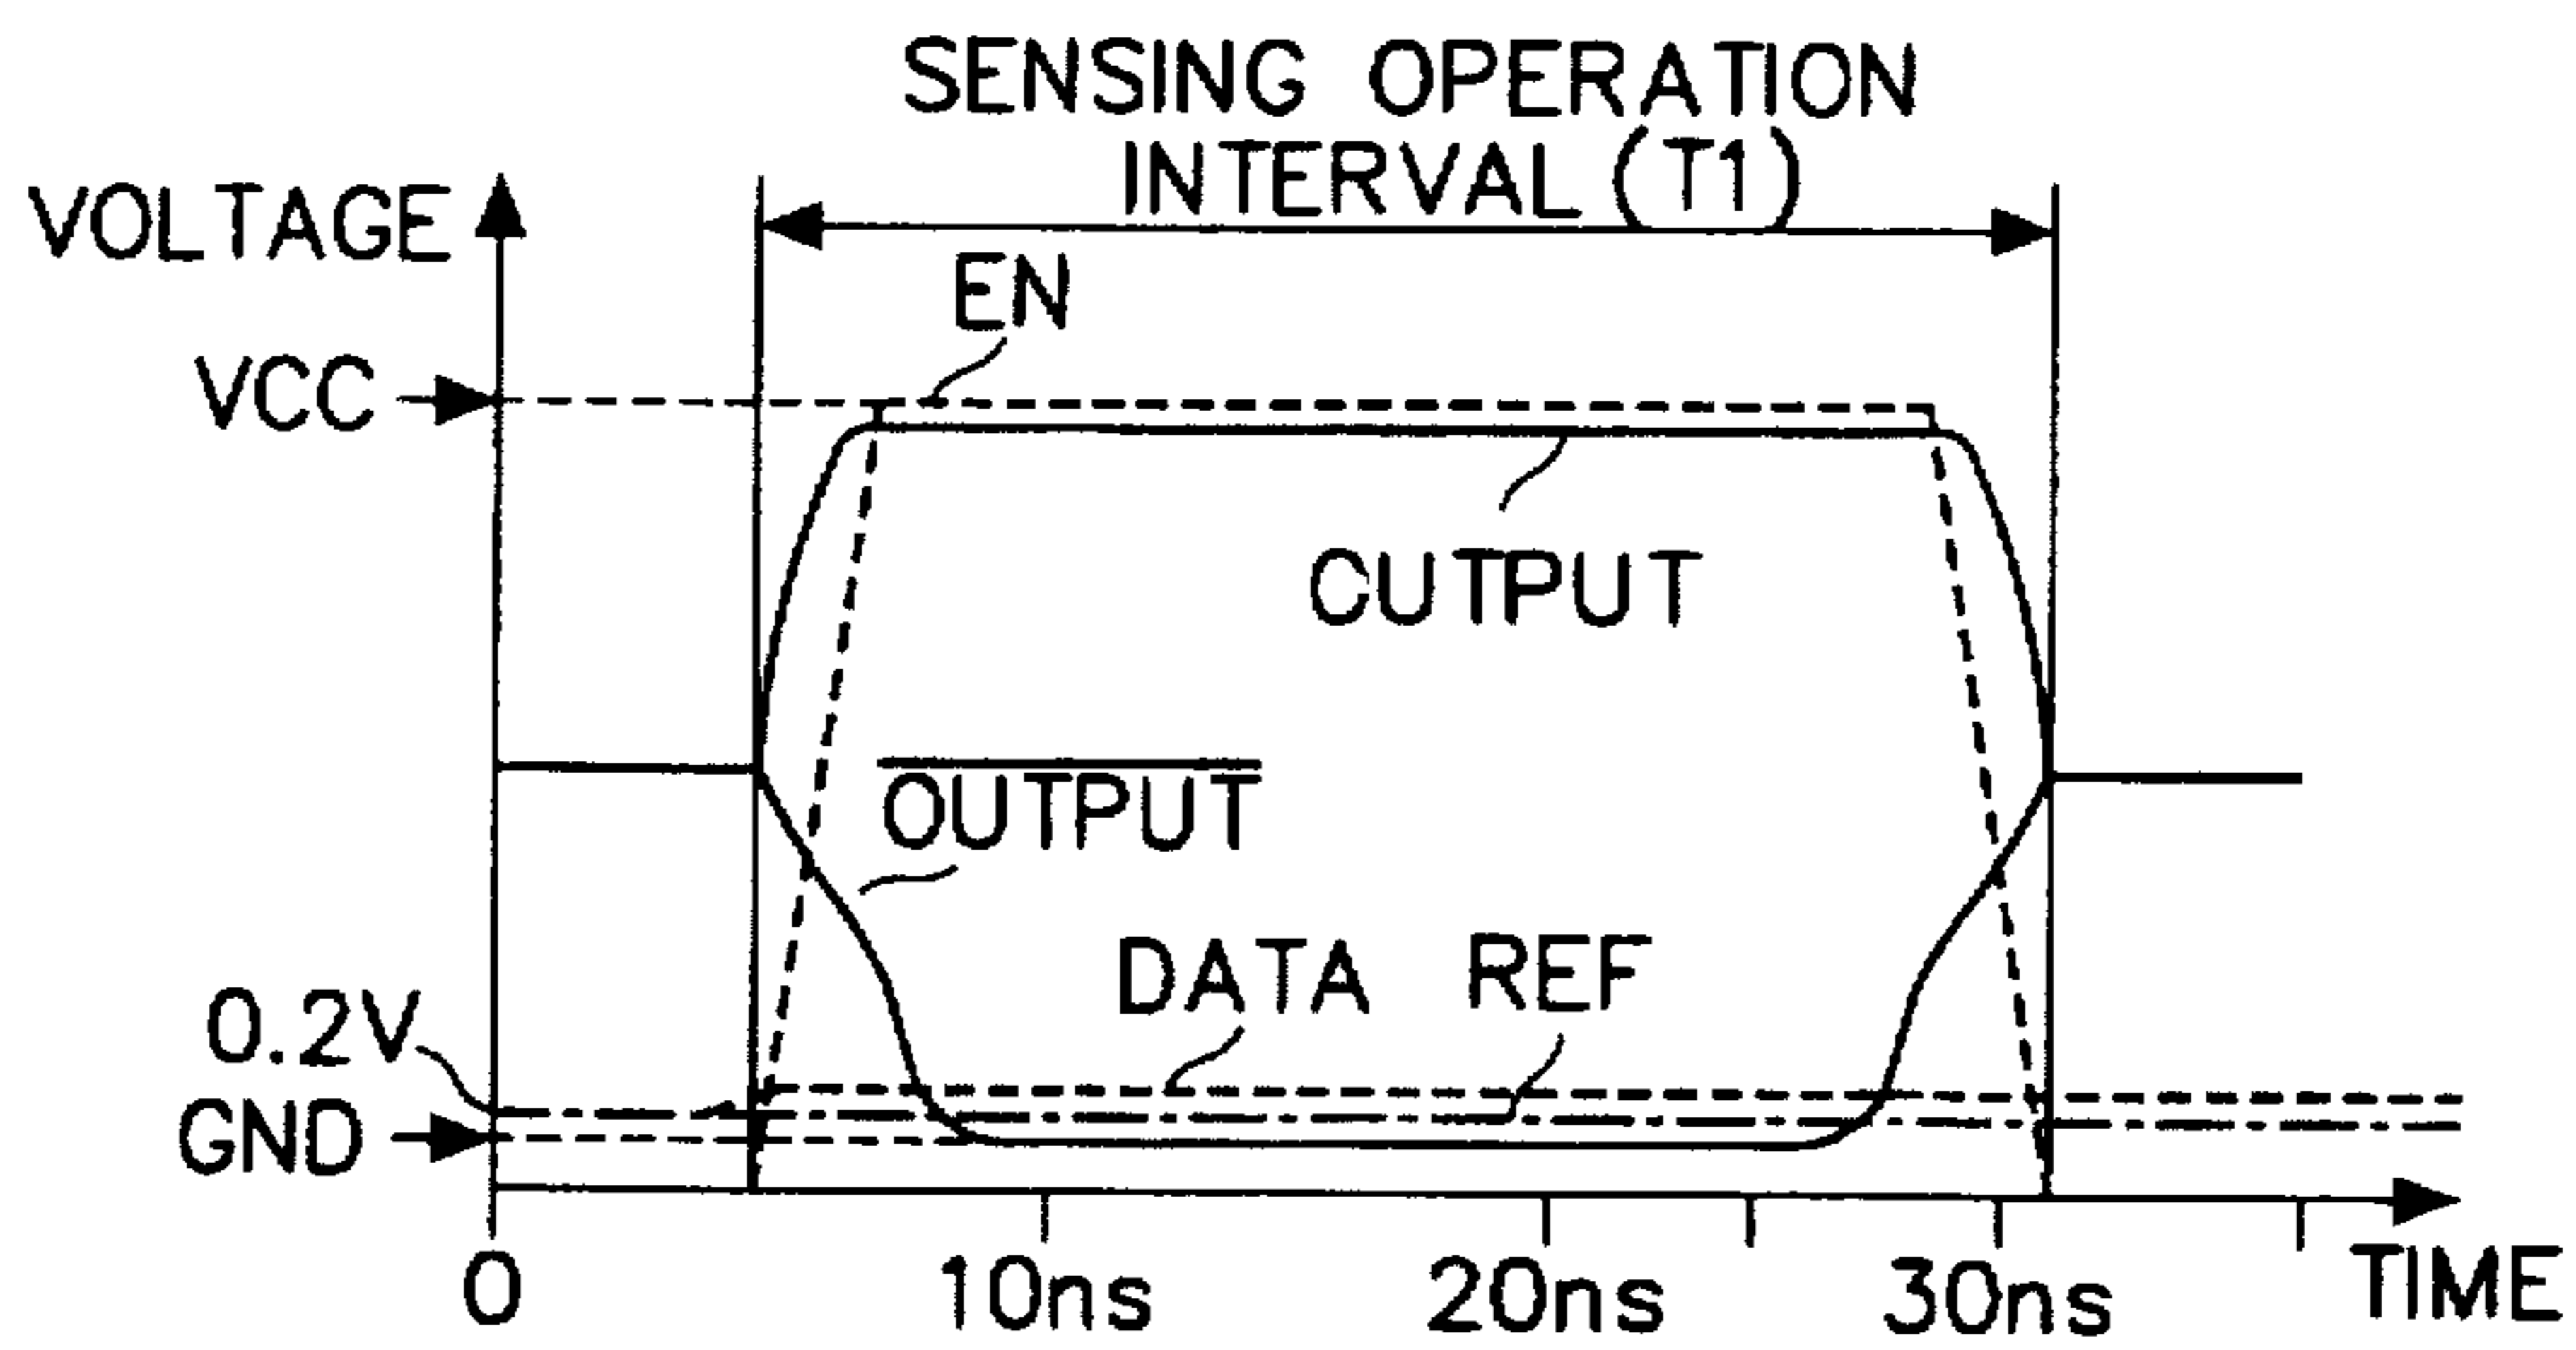 SENSING OPERATION
INTERVAL (T1)
VOLTAGE
EN
VCC
CUTPUT
OUTPUT
DATA REF
0.2V
GND
0 10ns 20ns 30ns TIME